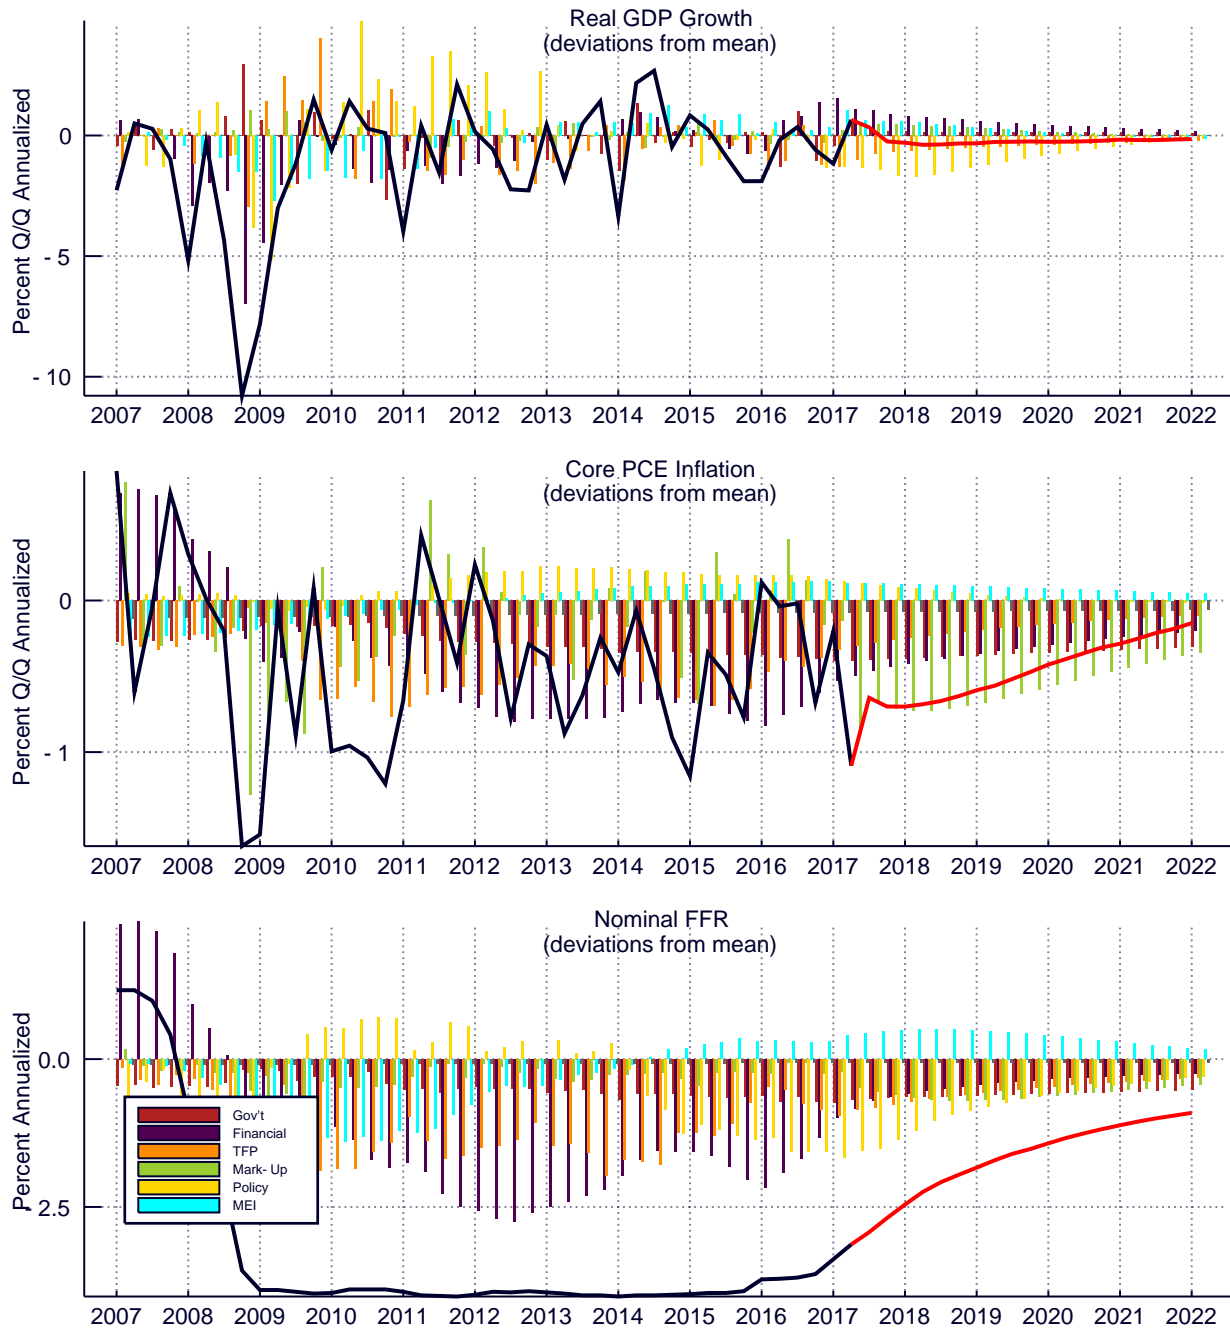 Real GDP Growth
(deviations from mean)
Percent Q/Q Annualized
0
- 5
- 10
2007 2008 2009 2010 2011 2012 2013 2014 2015 2016 2017 2018 2019 2020 2021 2022
Core PCE Inflation
(deviations from mean)
Percent Q/Q Annualized
0
- 1
2007 2008 2009 2010 2011 2012 2013 2014 2015 2016 2017 2018 2019 2020 2021 2022
Nominal FFR
(deviations from mean)
Percent Annualized
0.0
- 2.5
Gov't
Financial
TFP
Mark- Up
Policy
MEI
2007 2008 2009 2010 2011 2012 2013 2014 2015 2016 2017 2018 2019 2020 2021 2022